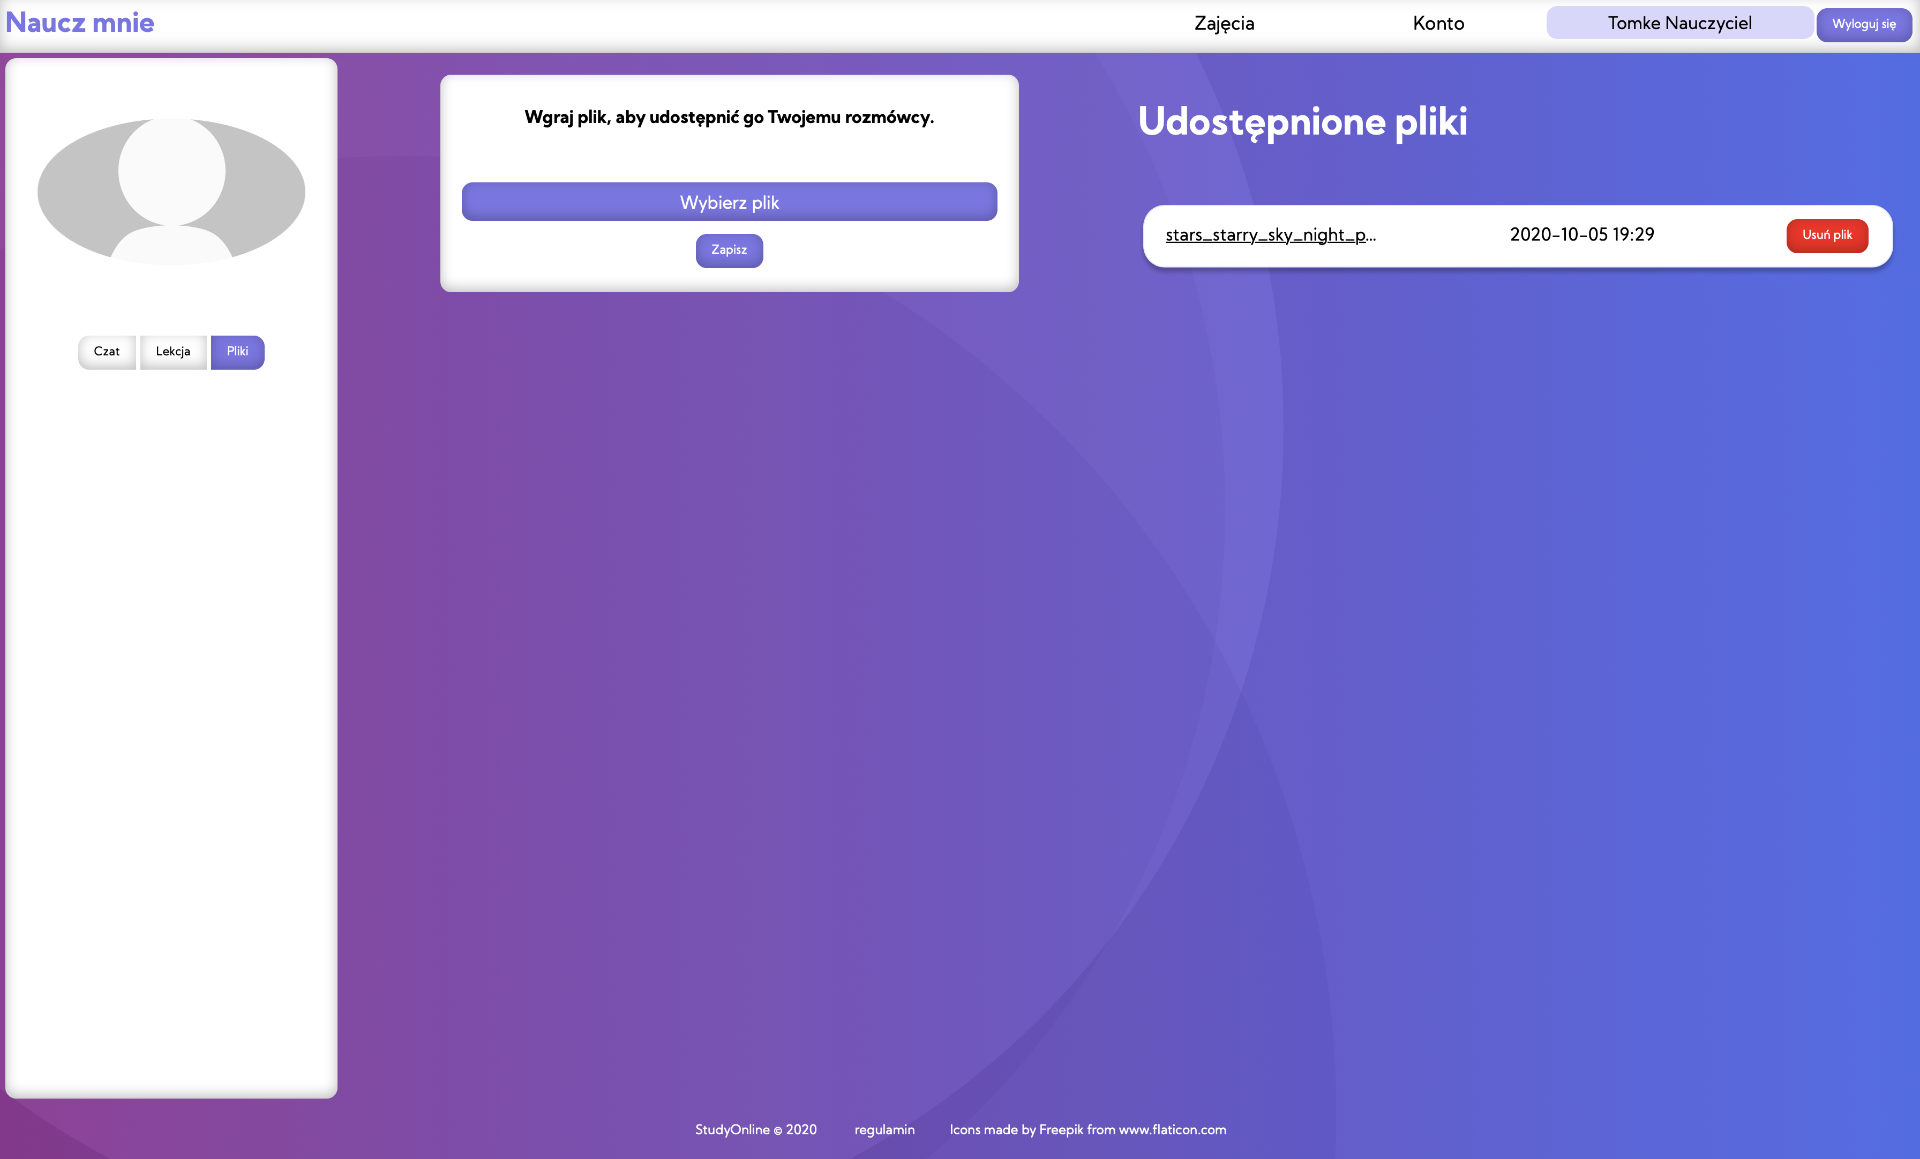 Naucz mnie
Zajęcia
Konto
Tomke Nauczyciel
Wyloguj się
Czat
Lekcja
Pliki
Wgraj plik, aby udostępnić go Twojemu rozmówcy.
Wybierz plik
Zapisz
Udostępnione pliki
stars_starry_sky_night_p...
2020-10-05 19:29
Usuń plik
StudyOnline © 2020
regulamin
Icons made by Freepik from www.flaticon.com